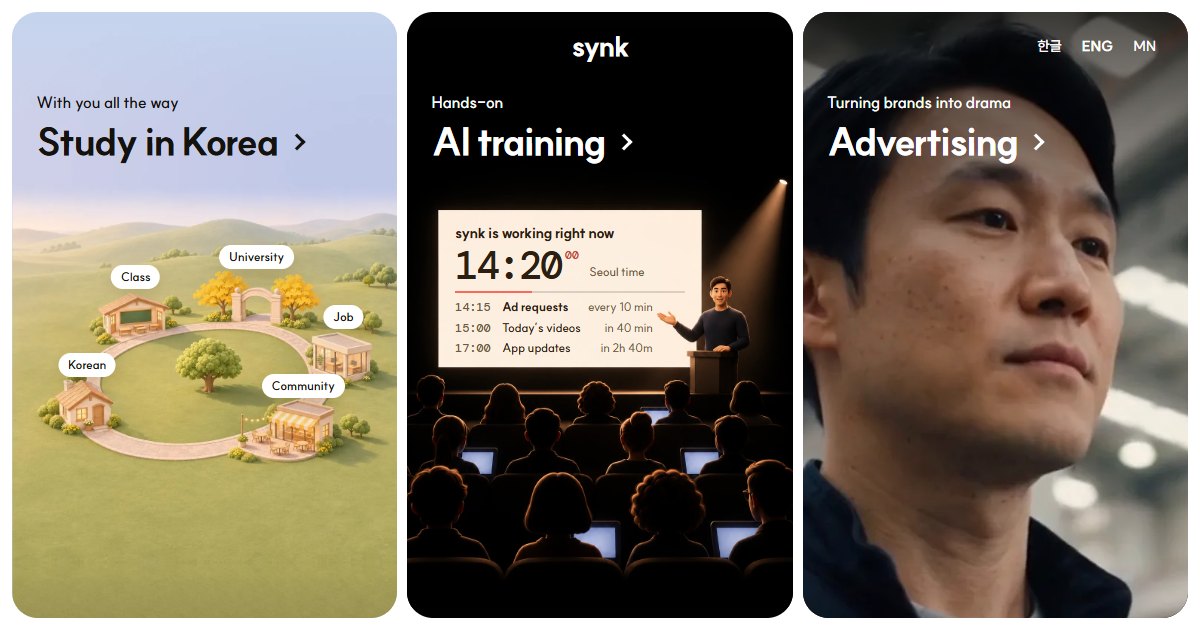 With you all the way
Study in Korea
University
Class
Job
Korean
Community
synk
Hands-on
AI training
synk is working right now
14:20 00 Seoul time
14:15 Ad requests every 10 min
15:00 Today's videos in 40 min
17:00 App updates in 2h 40m
한글 ENG MN
Turning brands into drama
Advertising